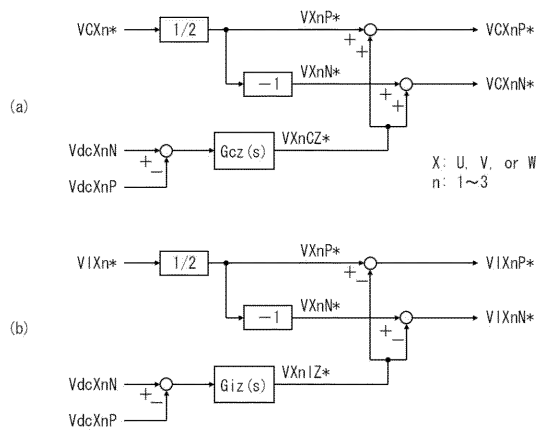 VCXn* 1/2 VXnP* + + VCXnP*
-1 VXnN* + + VCXnN*
(a)
VdcXnN + − Gcz(s) VXnCZ*
VdcXnP
X: U, V, or W
n: 1~3
VIXn* 1/2 VXnP* + − VIXnP*
-1 VXnN* + − VIXnN*
(b)
VdcXnN + − Giz(s) VXnIZ*
VdcXnP